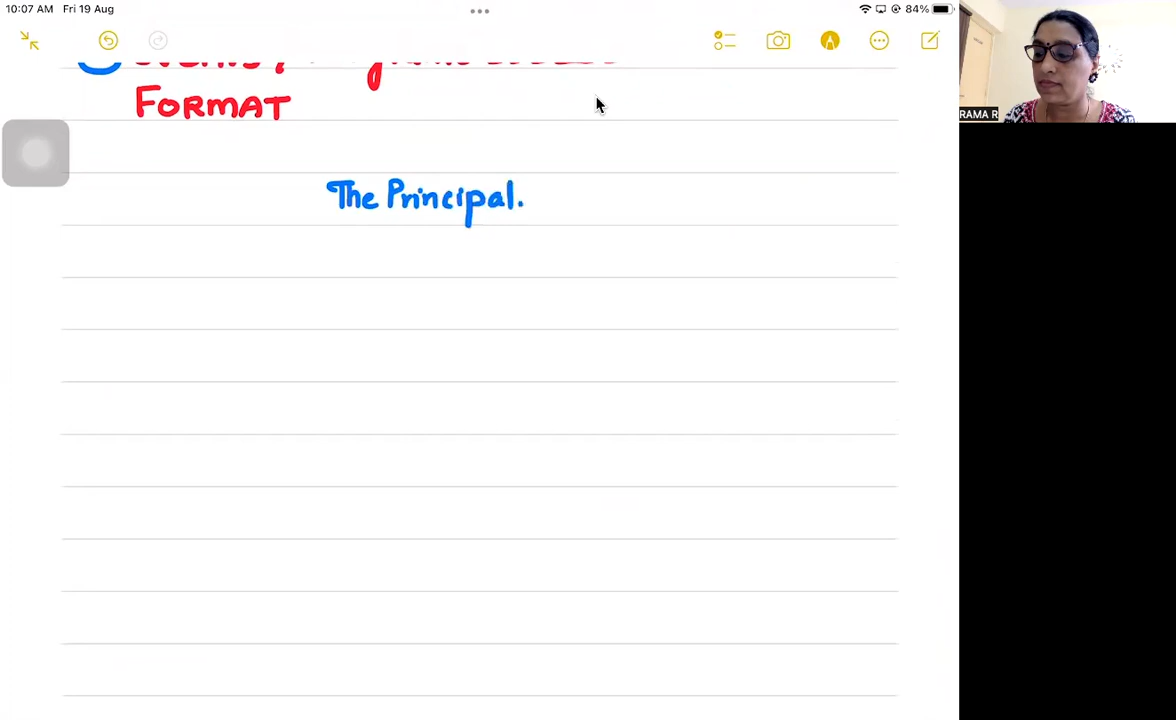 10:07 AM Fri 19 Aug
84%
FORMAT
The Principal.
RAMA R